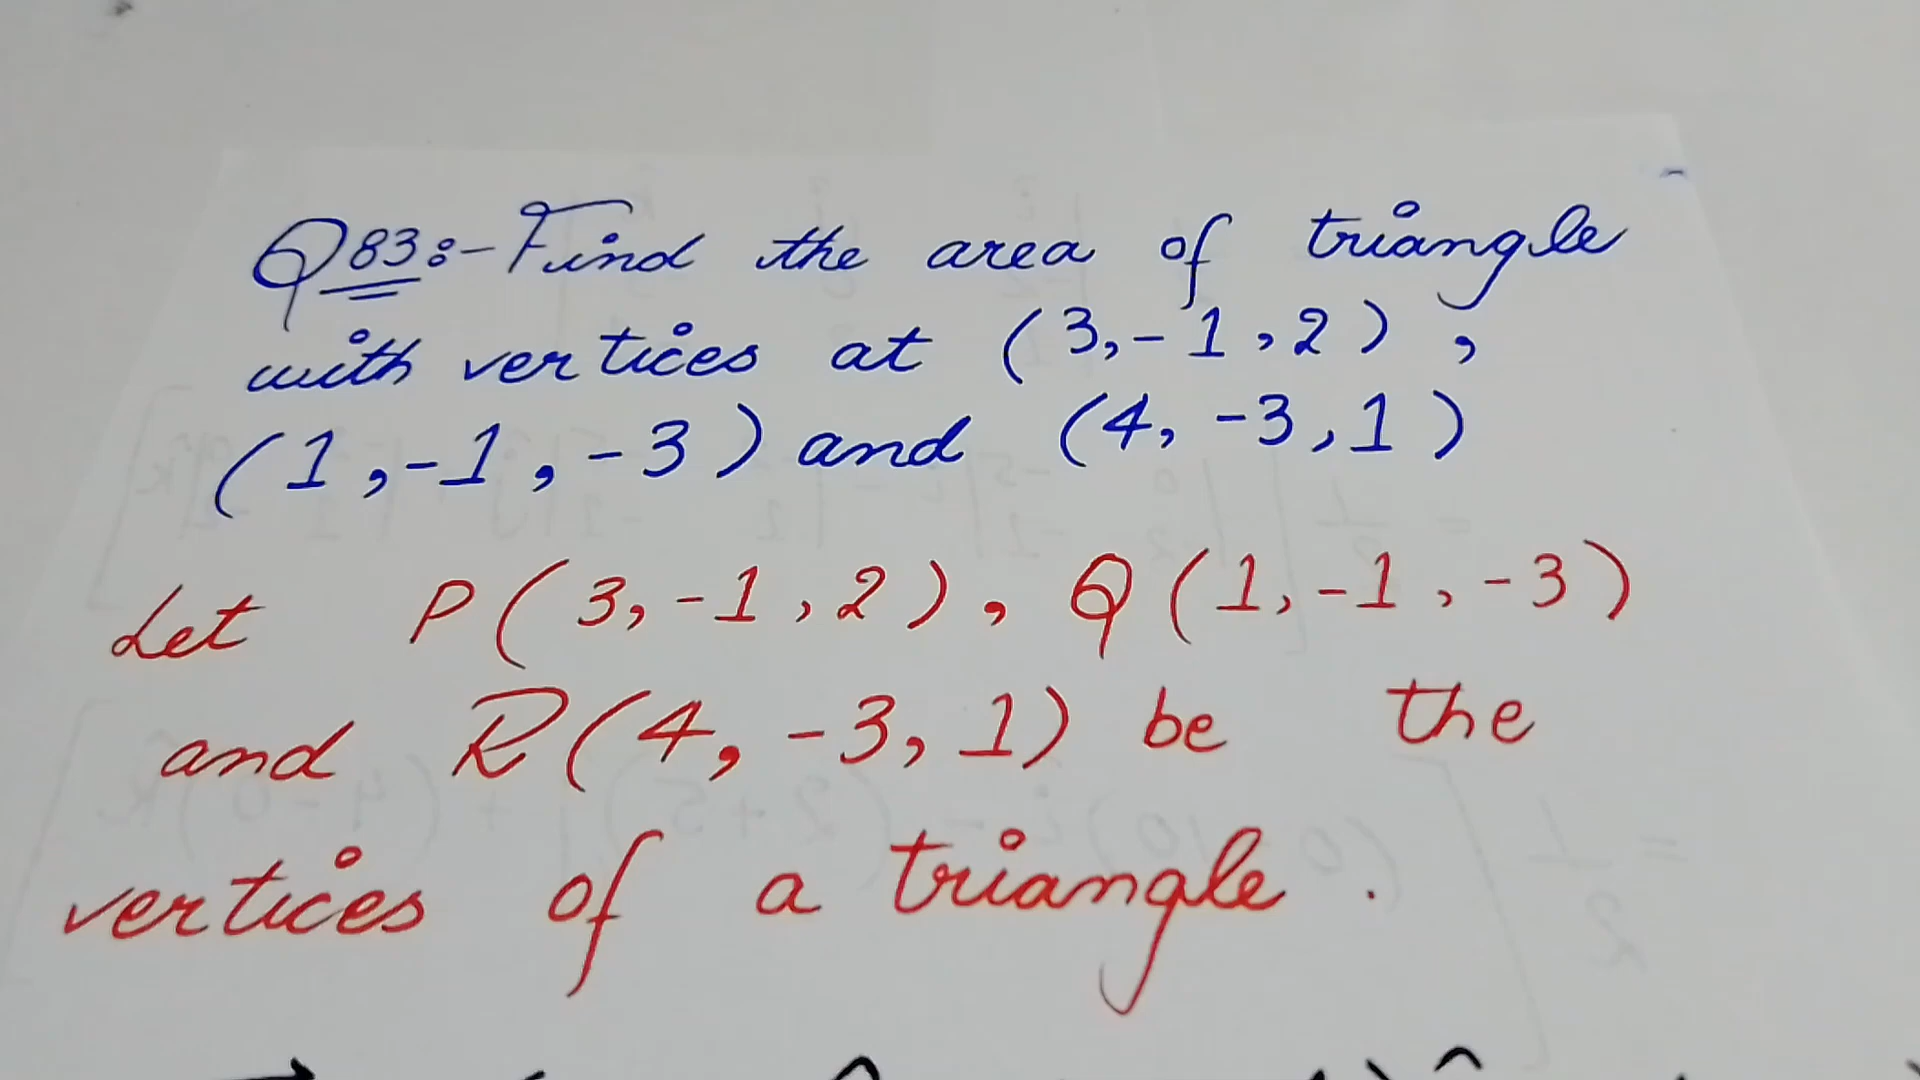 Q83:- Find the area of triangle
with vertices at (3,-1,2),
(1,-1,-3) and (4,-3,1)
Let P(3,-1,2), Q(1,-1,-3)
and R(4,-3,1) be the
vertices of a triangle.